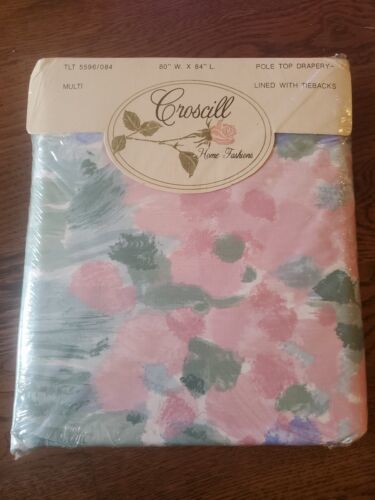 TLT 5596/084 80" W. X 84" L. POLE TOP DRAPERY—
MULTI LINED WITH TIEBACKS
Croscill
Home Fashions